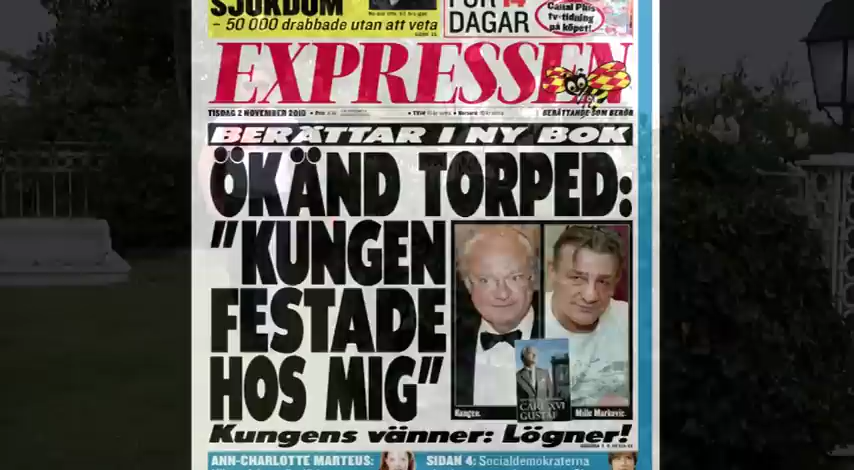 SJUKDOM
– 50 000 drabbade utan att veta
FÖR 14
DAGAR
Capital Plus
tv-tidning
på köpet!
EXPRESSEN
TISDAG 2 NOVEMBER 2010
BERÄTTAR I NY BOK
ÖKÄND TORPED:
"KUNGEN
FESTADE
HOS MIG"
CARL XVI
GUSTAF
Kungen.
Mille Markovic.
Kungens vänner: Lögner!
ANN-CHARLOTTE MARTEUS:
SIDAN 4: Socialdemokraterna